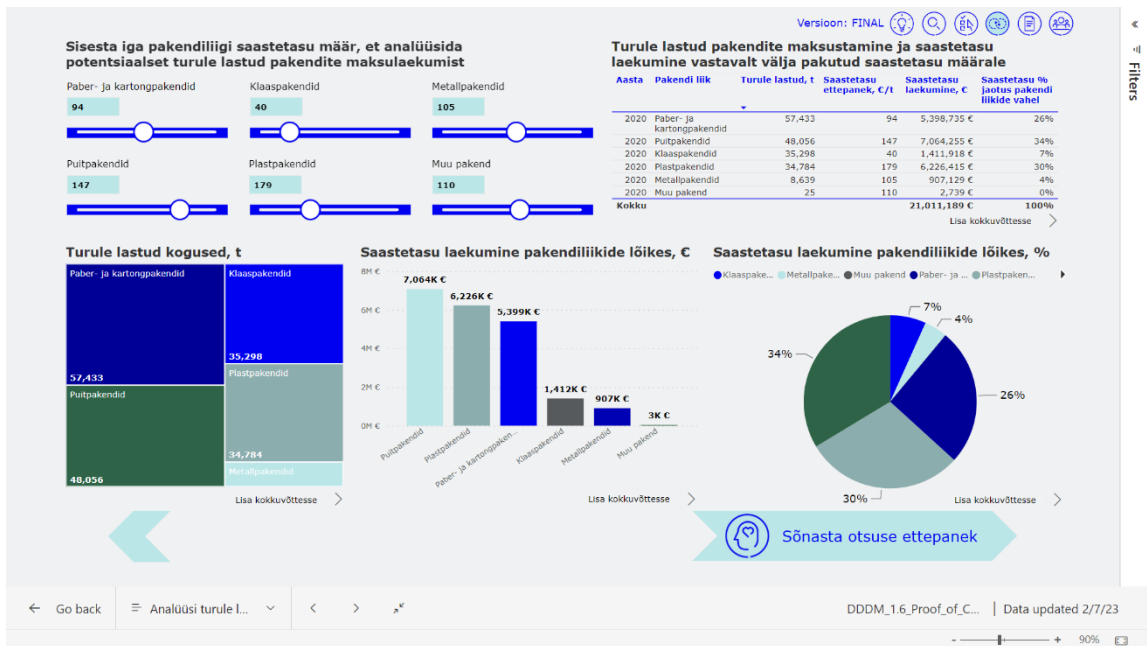 Versioon: FINAL
Sisesta iga pakendiliigi saastetasu määr, et analüüsida
potentsiaalset turule lastud pakendite maksulaekumist
Paber- ja kartongpakendid
94
Klaaspakendid
40
Metallpakendid
105
Puitpakendid
147
Plastpakendid
179
Muu pakend
110
Turule lastud pakendite maksustamine ja saastetasu
laekumine vastavalt välja pakutud saastetasu määrale
Aasta Pakendi liik Turule lastud, t Saastetasu Saastetasu Saastetasu %
ettepanek, €/t laekumine, € jaotus pakendi
liikide vahel
2020 Paber- ja 57,433 94 5,398,735 € 26%
kartongpakendid
2020 Puitpakendid 48,056 147 7,064,255 € 34%
2020 Klaaspakendid 35,298 40 1,411,918 € 7%
2020 Plastpakendid 34,784 179 6,226,415 € 30%
2020 Metallpakendid 8,639 105 907,129 € 4%
2020 Muu pakend 25 110 2,739 € 0%
Kokku 21,011,189 € 100%
Lisa kokkuvõttesse
Filters
Turule lastud kogused, t
Paber- ja kartongpakendid
57,433
Puitpakendid
48,056
Klaaspakendid
35,298
Plastpakendid
34,784
Metallpakendid
Lisa kokkuvõttesse
Saastetasu laekumine pakendiliikide lõikes, €
8M €
6M €
4M €
2M €
0M €
7,064K €
6,226K €
5,399K €
1,412K €
907K €
3K €
Puitpakendid
Plastpakendid
Paber- ja kartongpaken...
Klaaspakendid
Metallpakendid
Muu pakend
Lisa kokkuvõttesse
Saastetasu laekumine pakendiliikide lõikes, %
Klaaspake... Metallpake... Muu pakend Paber- ja ... Plastpaken...
7%
4%
26%
30%
34%
Lisa kokkuvõttesse
Sõnasta otsuse ettepanek
Go back
Analüüsi turule l...
DDDM_1.6_Proof_of_C... | Data updated 2/7/23
- + 90%